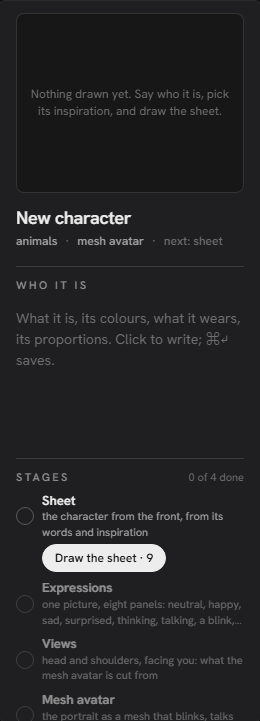 Nothing drawn yet. Say who it is, pick
its inspiration, and draw the sheet.
New character
animals · mesh avatar · next: sheet
WHO IT IS
What it is, its colours, what it wears,
its proportions. Click to write; ⌘↵
saves.
STAGES 0 of 4 done
Sheet
the character from the front, from its
words and inspiration
Draw the sheet · 9
Expressions
one picture, eight panels: neutral, happy,
sad, surprised, thinking, talking, a blink,...
Views
head and shoulders, facing you: what the
mesh avatar is cut from
Mesh avatar
the portrait as a mesh that blinks, talks